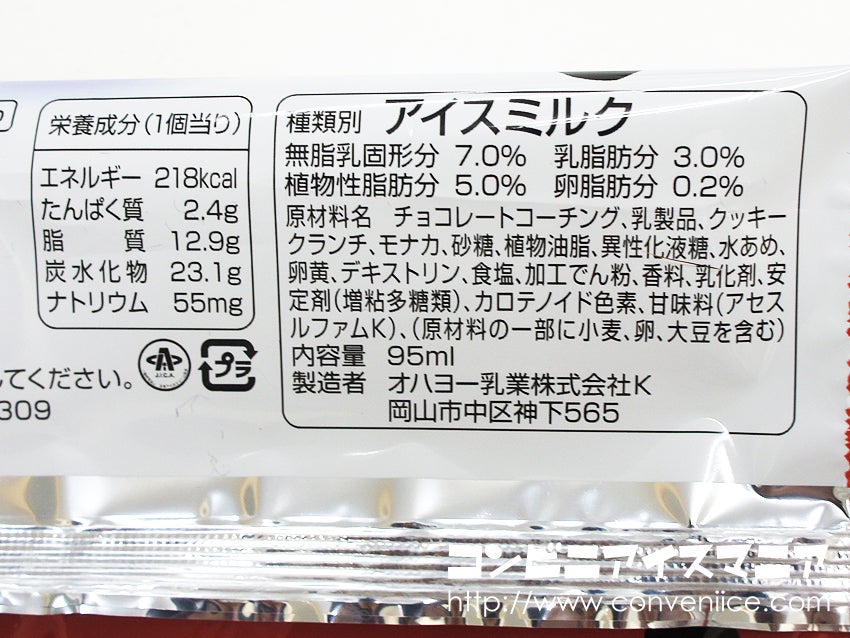 栄養成分(1個当り)
エネルギー 218kcal
たんぱく質 2.4g
脂質 12.9g
炭水化物 23.1g
ナトリウム 55mg
種類別 アイスミルク
無脂乳固形分 7.0% 乳脂肪分 3.0%
植物性脂肪分 5.0% 卵脂肪分 0.2%
原材料名 チョコレートコーチング、乳製品、クッキー
クランチ、モナカ、砂糖、植物油脂、異性化液糖、水あめ、
卵黄、デキストリン、食塩、加工でん粉、香料、乳化剤、安
定剤(増粘多糖類)、カロテノイド色素、甘味料(アセス
ルファムK)、(原材料の一部に小麦、卵、大豆を含む)
内容量 95ml
製造者 オハヨー乳業株式会社K
岡山市中区神下565
てください。
プラ
309
コンビニアイスマニア
http://www.conveniice.com/